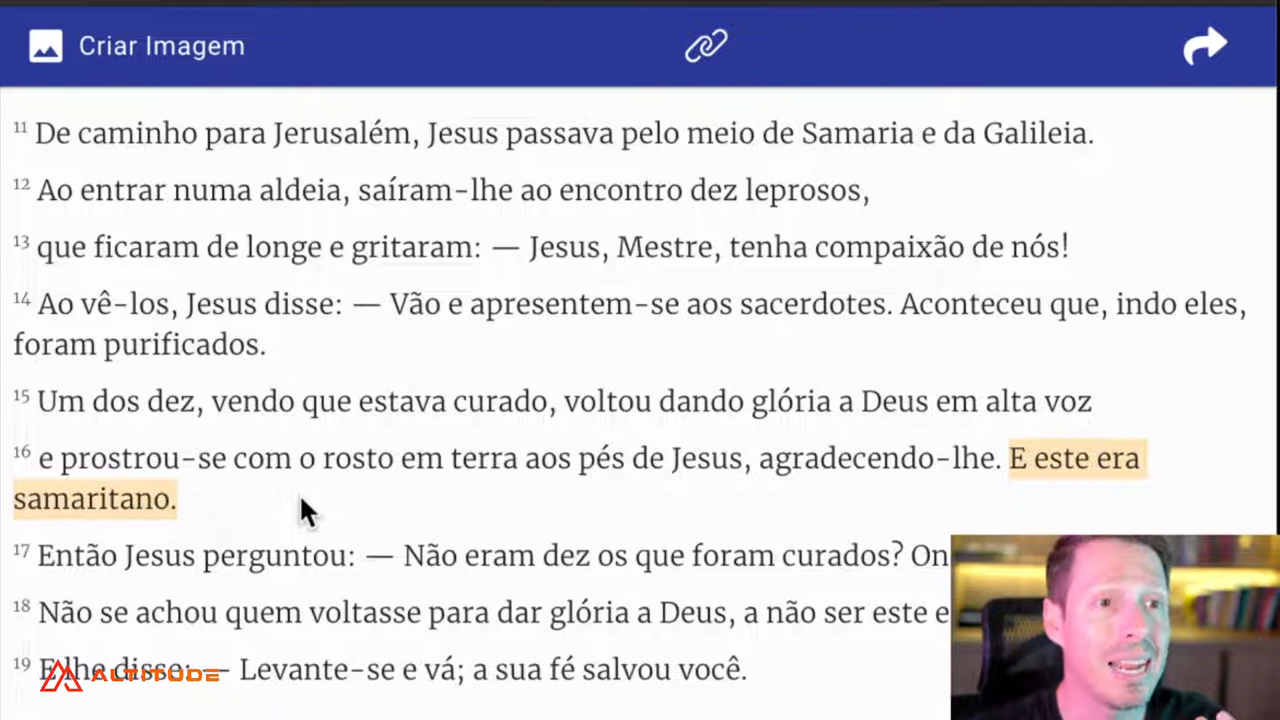 Criar Imagem
11 De caminho para Jerusalém, Jesus passava pelo meio de Samaria e da Galileia.
12 Ao entrar numa aldeia, saíram-lhe ao encontro dez leprosos,
13 que ficaram de longe e gritaram: — Jesus, Mestre, tenha compaixão de nós!
14 Ao vê-los, Jesus disse: — Vão e apresentem-se aos sacerdotes. Aconteceu que, indo eles,
foram purificados.
15 Um dos dez, vendo que estava curado, voltou dando glória a Deus em alta voz
16 e prostrou-se com o rosto em terra aos pés de Jesus, agradecendo-lhe. E este era
samaritano.
17 Então Jesus perguntou: — Não eram dez os que foram curados? On
18 Não se achou quem voltasse para dar glória a Deus, a não ser este e
19 E lhe disse: — Levante-se e vá; a sua fé salvou você.
ALTITUDE